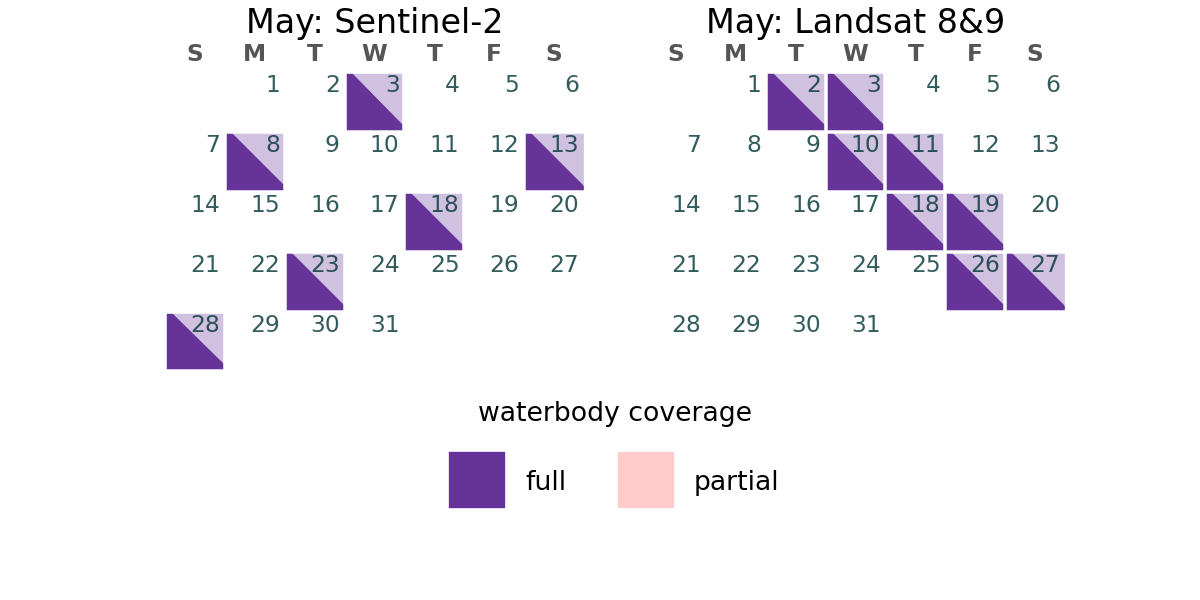 May: Sentinel-2
S M T W T F S
1 2 3 4 5 6
7 8 9 10 11 12 13
14 15 16 17 18 19 20
21 22 23 24 25 26 27
28 29 30 31
May: Landsat 8&9
S M T W T F S
1 2 3 4 5 6
7 8 9 10 11 12 13
14 15 16 17 18 19 20
21 22 23 24 25 26 27
28 29 30 31
waterbody coverage
full partial